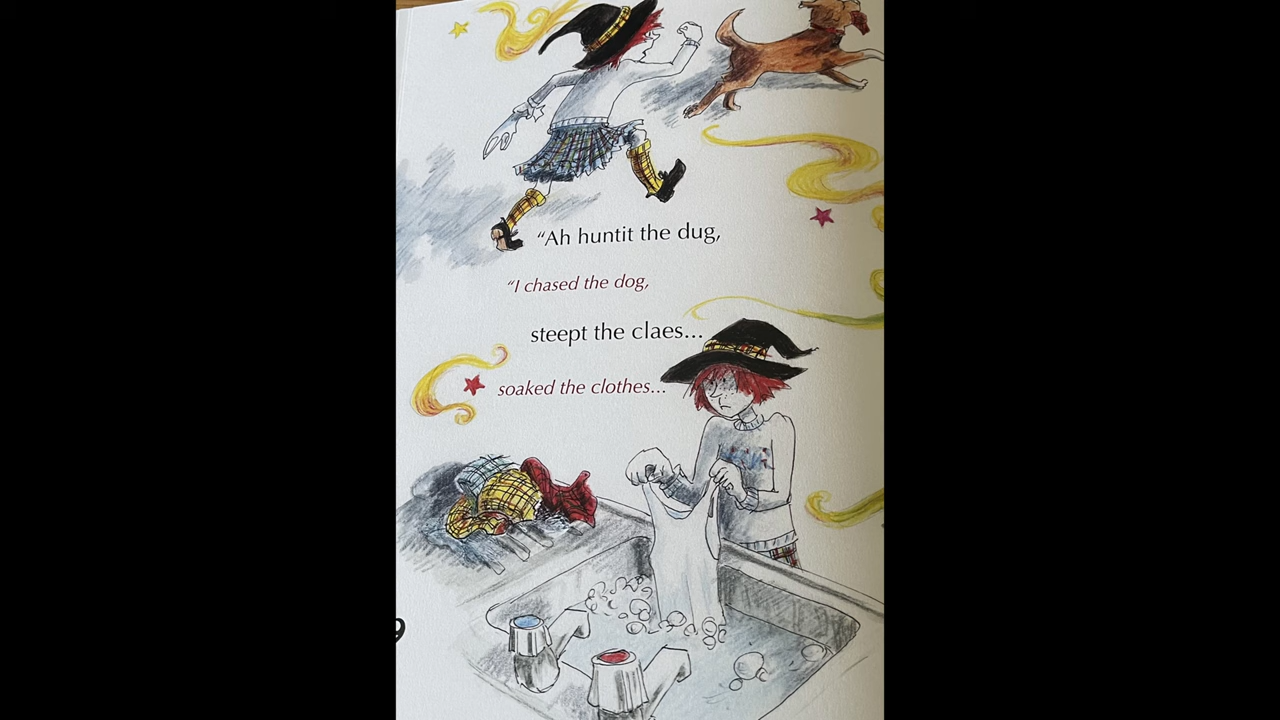 “Ah huntit the dug,
“I chased the dog,
steept the claes...
soaked the clothes...